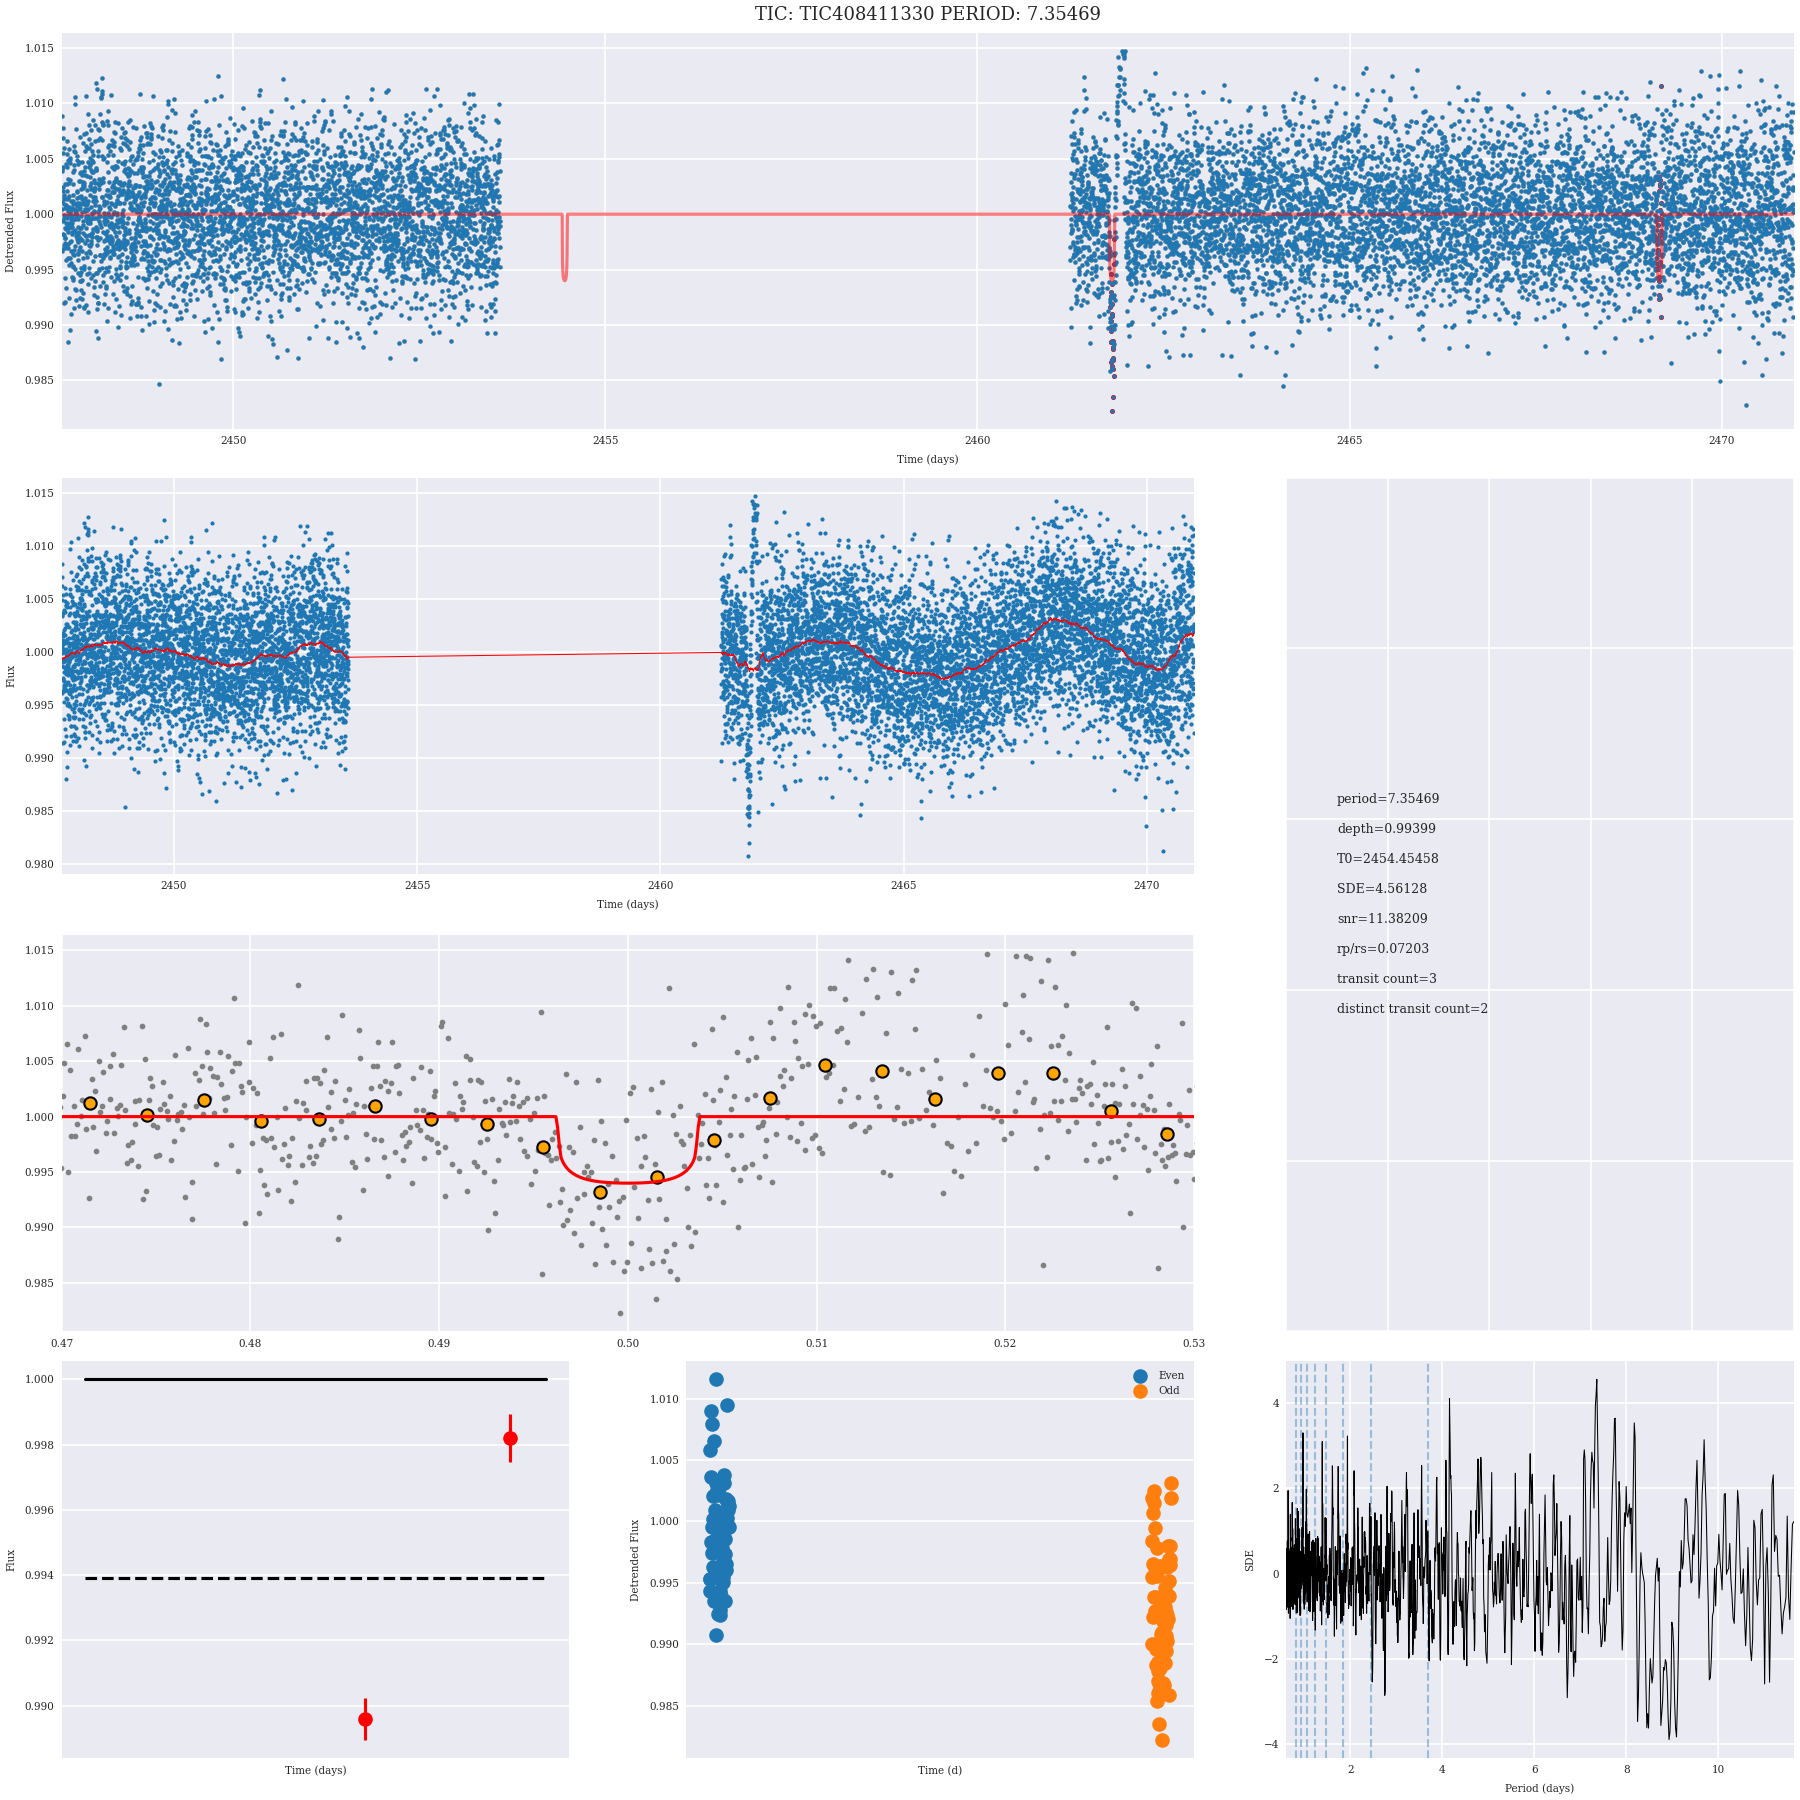 TIC: TIC408411330 PERIOD: 7.35469
1.015
1.010
1.005
1.000
0.995
0.990
0.985
Detrended Flux
2450
2455
2460
2465
2470
Time (days)
1.015
1.010
1.005
1.000
0.995
0.990
0.985
0.980
Flux
2450
2455
2460
2465
2470
Time (days)
period=7.35469
depth=0.99399
T0=2454.45458
SDE=4.56128
snr=11.38209
rp/rs=0.07203
transit count=3
distinct transit count=2
1.015
1.010
1.005
1.000
0.995
0.990
0.985
0.47
0.48
0.49
0.50
0.51
0.52
0.53
1.000
0.998
0.996
0.994
0.992
0.990
Flux
Time (days)
1.010
1.005
1.000
0.995
0.990
0.985
Detrended Flux
Time (d)
Even
Odd
4
2
0
−2
−4
SDE
2
4
6
8
10
Period (days)